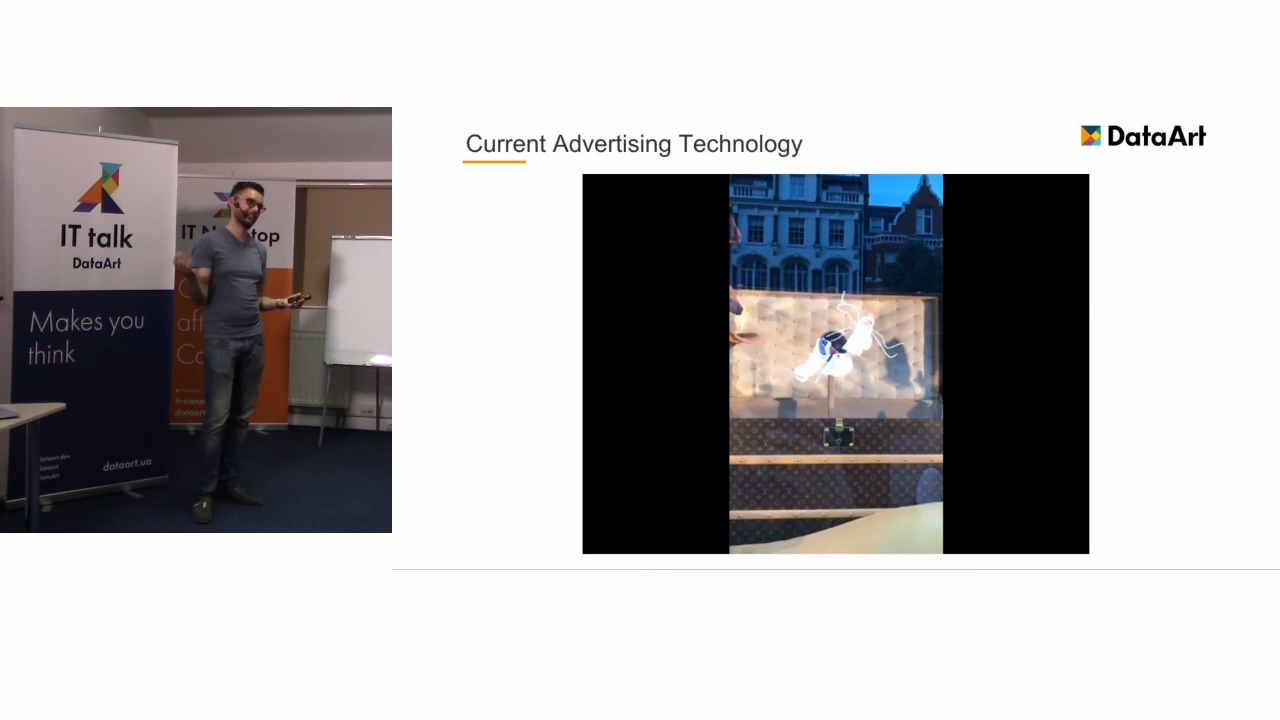 IT talk
DataArt
Makes you
think
dataart.ua
IT
top
Current Advertising Technology
DataArt